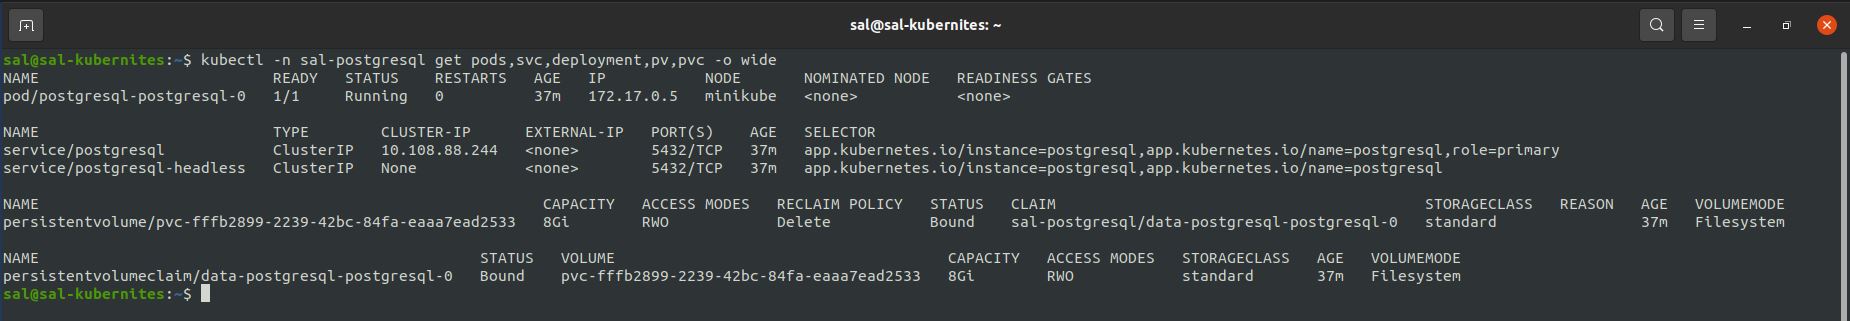 sal@sal-kubernites: ~
sal@sal-kubernites:~$ kubectl -n sal-postgresql get pods,svc,deployment,pv,pvc -o wide
NAME READY STATUS RESTARTS AGE IP NODE NOMINATED NODE READINESS GATES
pod/postgresql-postgresql-0 1/1 Running 0 37m 172.17.0.5 minikube <none> <none>
NAME TYPE CLUSTER-IP EXTERNAL-IP PORT(S) AGE SELECTOR
service/postgresql ClusterIP 10.108.88.244 <none> 5432/TCP 37m app.kubernetes.io/instance=postgresql,app.kubernetes.io/name=postgresql,role=primary
service/postgresql-headless ClusterIP None <none> 5432/TCP 37m app.kubernetes.io/instance=postgresql,app.kubernetes.io/name=postgresql
NAME CAPACITY ACCESS MODES RECLAIM POLICY STATUS CLAIM STORAGECLASS REASON AGE VOLUMEMODE
persistentvolume/pvc-fffb2899-2239-42bc-84fa-eaaa7ead2533 8Gi RWO Delete Bound sal-postgresql/data-postgresql-postgresql-0 standard 37m Filesystem
NAME STATUS VOLUME CAPACITY ACCESS MODES STORAGECLASS AGE VOLUMEMODE
persistentvolumeclaim/data-postgresql-postgresql-0 Bound pvc-fffb2899-2239-42bc-84fa-eaaa7ead2533 8Gi RWO standard 37m Filesystem
sal@sal-kubernites:~$